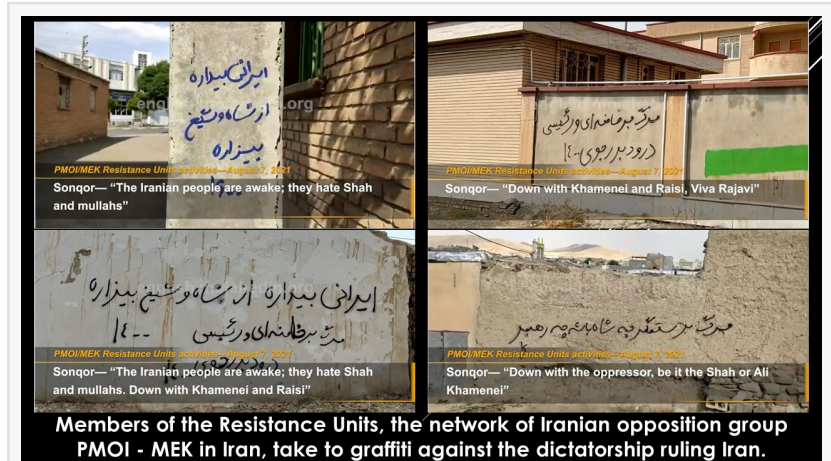 ایرانی بیداره
از شاه و شیخ
بیزاره
PMOI/MEK Resistance Units activities—August 7, 2021
Sonqor— “The Iranian people are awake; they hate Shah
and mullahs”
مرگ بر خامنه‌ای و رئیسی
درود بر رجوی ۱۴۰۰
PMOI/MEK Resistance Units activities—August 7, 2021
Sonqor— “Down with Khamenei and Raisi, Viva Rajavi”
ایرانی بیداره از شاه و شیخ بیزاره
مرگ بر خامنه‌ای و رئیسی ۱۴۰۰
درود بر رجوی
PMOI/MEK Resistance Units activities—August 7, 2021
Sonqor— “The Iranian people are awake; they hate Shah
and mullahs. Down with Khamenei and Raisi”
مرگ بر ستمگر چه شاه باشه چه رهبر
PMOI/MEK Resistance Units activities—August 7, 2021
Sonqor— “Down with the oppressor, be it the Shah or Ali
Khamenei”
Members of the Resistance Units, the network of Iranian opposition group
PMOI - MEK in Iran, take to graffiti against the dictatorship ruling Iran.